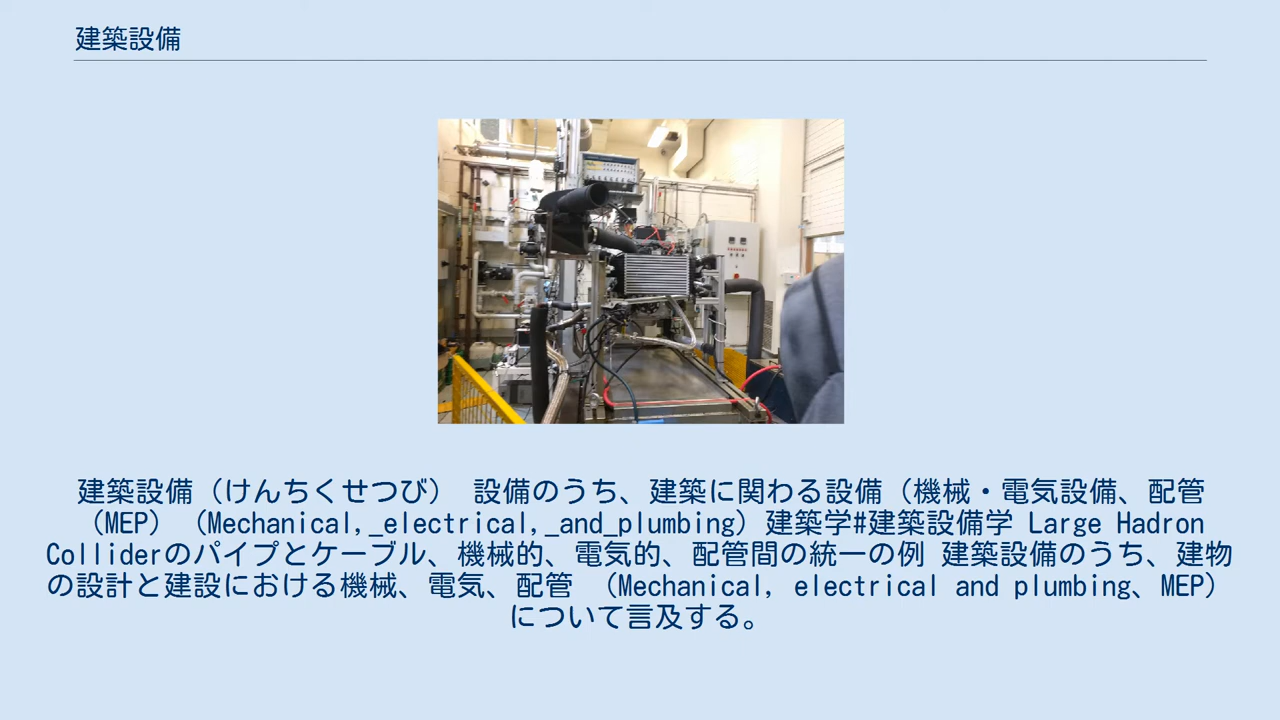 建築設備
建築設備（けんちくせつび） 設備のうち、建築に関わる設備（機械・電気設備、配管
（MEP）（Mechanical,_electrical,_and_plumbing）建築学#建築設備学 Large Hadron
Colliderのパイプとケーブル、機械的、電気的、配管間の統一の例 建築設備のうち、建物
の設計と建設における機械、電気、配管 （Mechanical, electrical and plumbing、MEP）
について言及する。